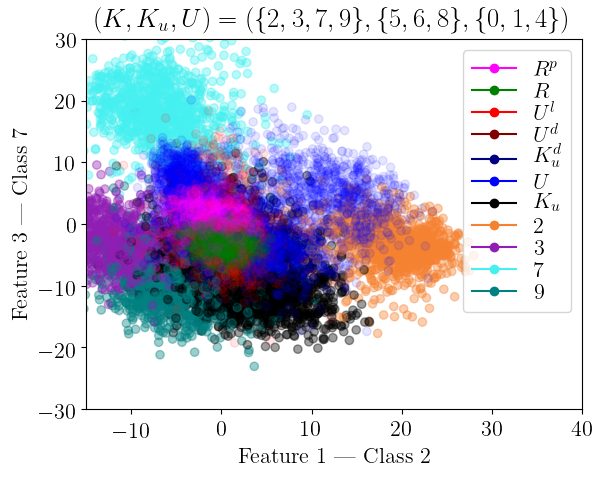 (K, K_u, U) = ({2, 3, 7, 9}, {5, 6, 8}, {0, 1, 4})
30
20
10
0
−10
−20
−30
Feature 3 — Class 7
R^p
R
U^l
U^d
K_u^d
U
K_u
2
3
7
9
−10 0 10 20 30 40
Feature 1 — Class 2